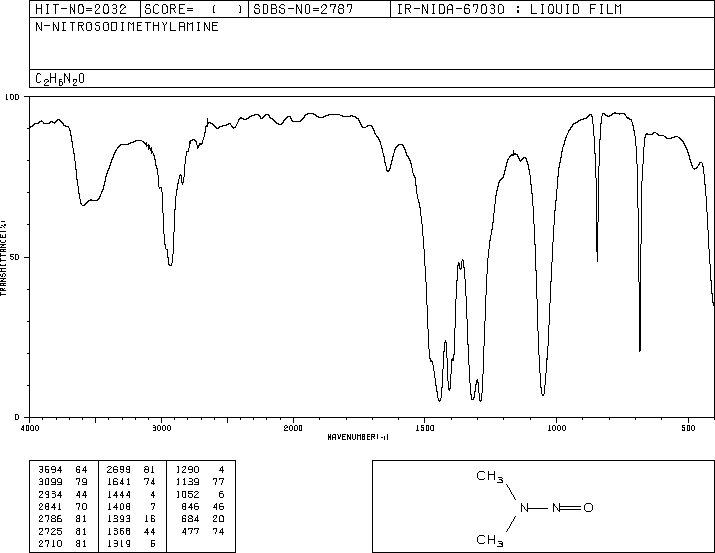 HIT-NO=2032 SCORE= ( ) SDBS-NO=2787 IR-NIDA-67030 : LIQUID FILM
N-NITROSODIMETHYLAMINE
C2H6N2O
100
TRANSMITTANCE(%)
50
0
4000 3000 2000 1500 1000 500
WAVENUMBER(-1)
3594 64 2699 81 1290 4
3099 79 1641 74 1139 77
2934 44 1444 4 1052 6
2841 70 1408 7 846 46
2786 81 1393 16 684 20
2725 81 1368 44 477 74
2710 81 1319 5
CH3
N—N=O
CH3